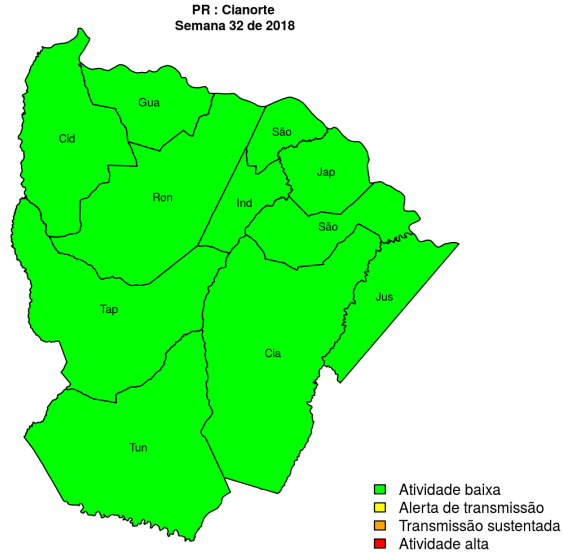 PR : Cianorte
Semana 32 de 2018
Gua
São
Cid
Jap
Ron
Ind
São
Jus
Tap
Cia
Tun
Atividade baixa
Alerta de transmissão
Transmissão sustentada
Atividade alta